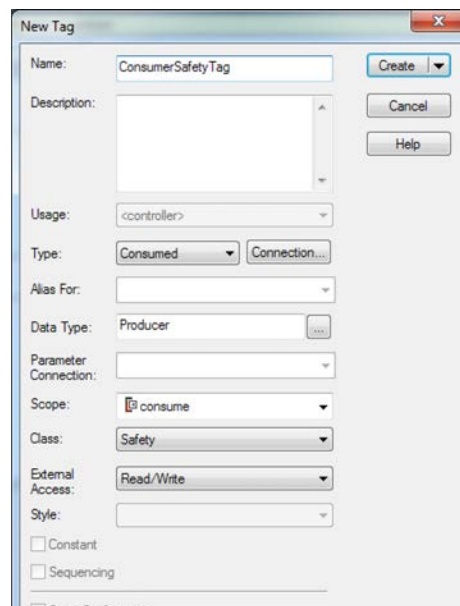 New Tag
Name: ConsumerSafetyTag
Create
Description:
Cancel
Help
Usage: <controller>
Type: Consumed Connection...
Alias For:
Data Type: Producer ...
Parameter
Connection:
Scope: consume
Class: Safety
External
Access: Read/Write
Style:
Constant
Sequencing